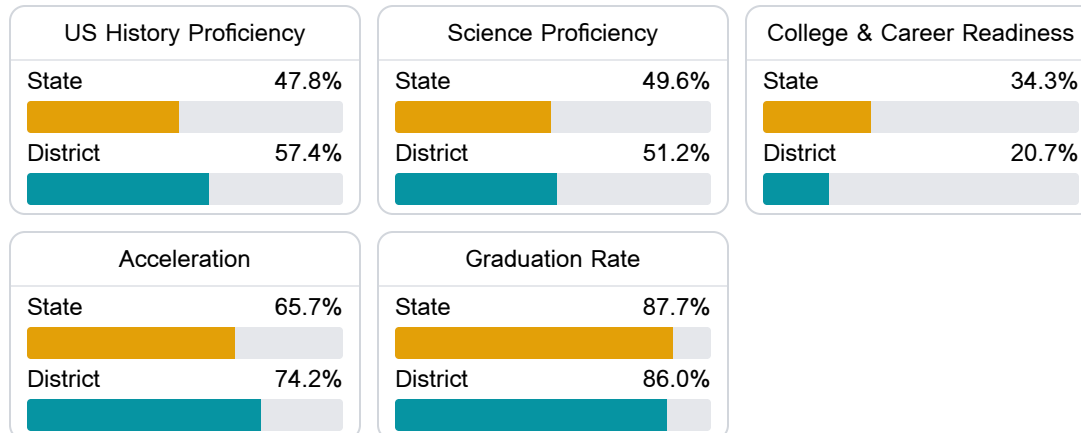 US History Proficiency
State 47.8%
District 57.4%
Science Proficiency
State 49.6%
District 51.2%
College & Career Readiness
State 34.3%
District 20.7%
Acceleration
State 65.7%
District 74.2%
Graduation Rate
State 87.7%
District 86.0%